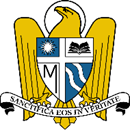 M
SANCTIFICA EOS IN VERITATE